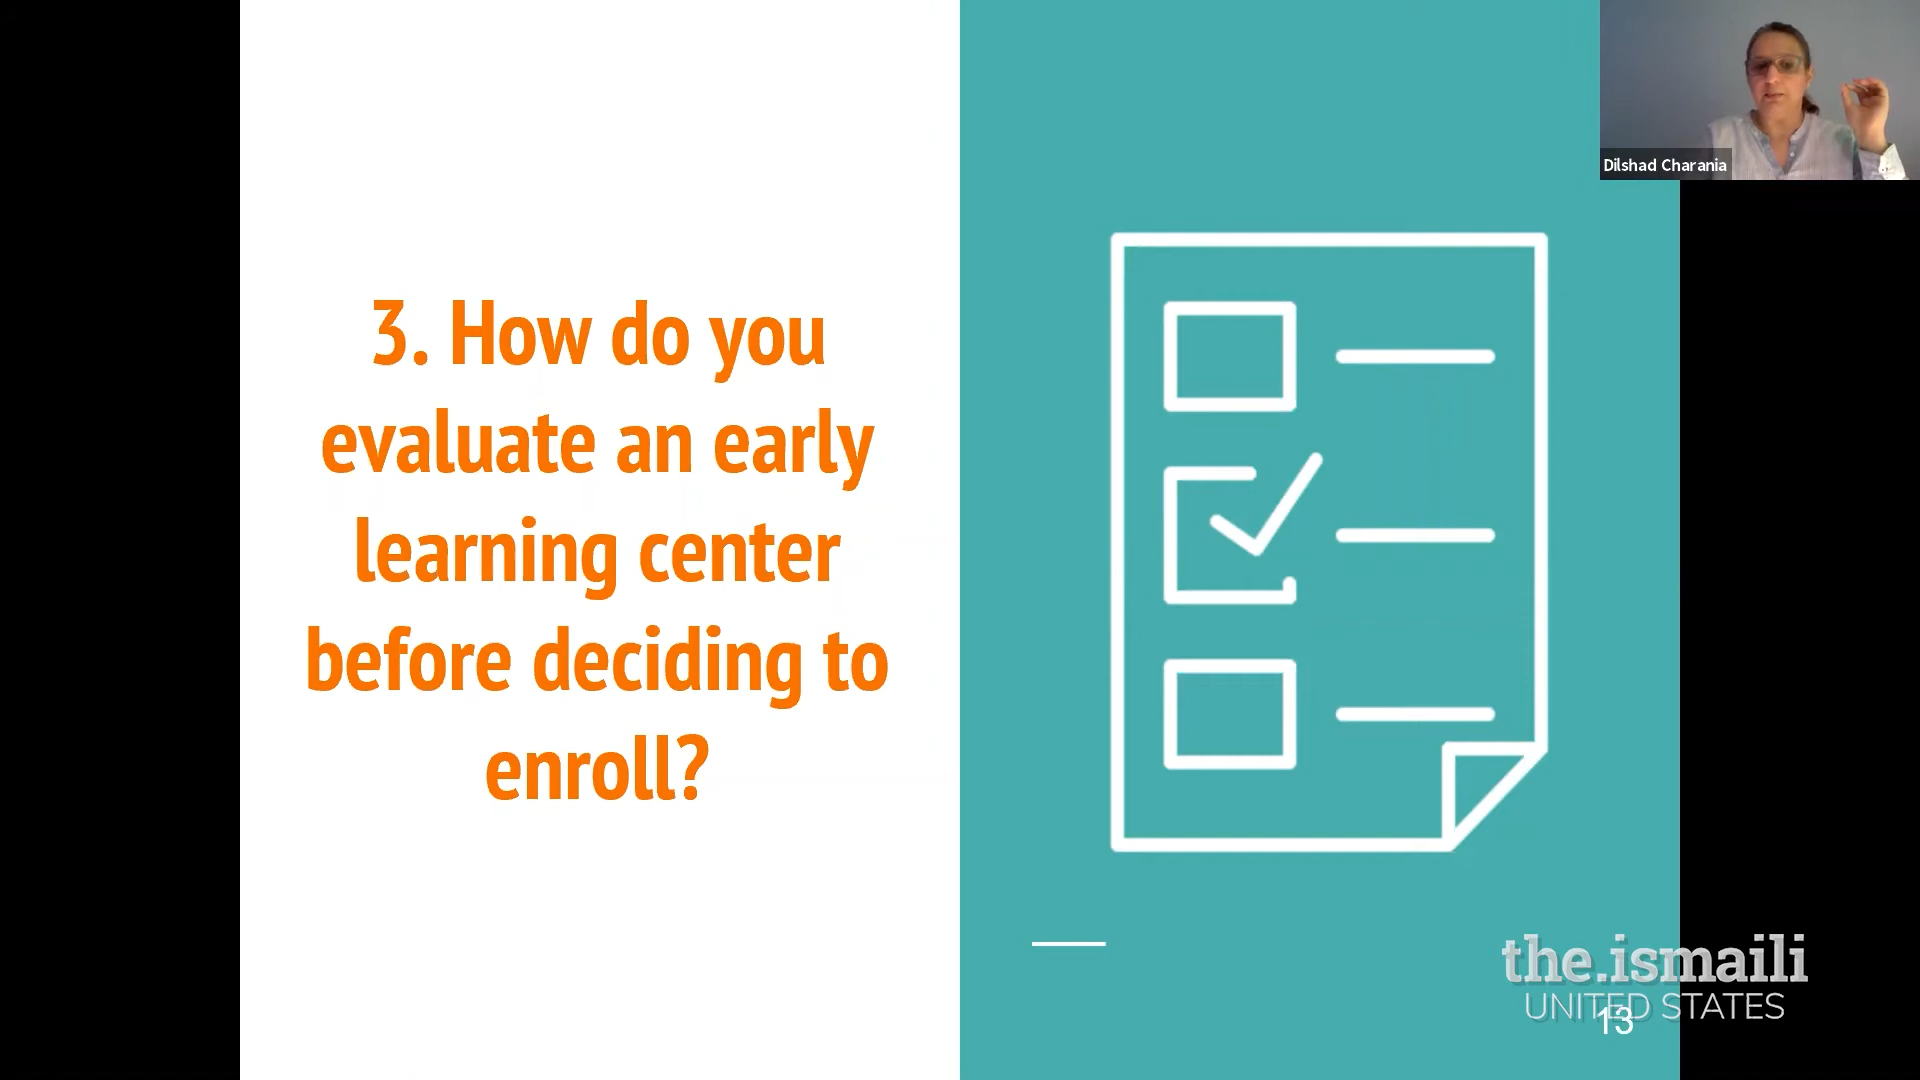 3. How do you
evaluate an early
learning center
before deciding to
enroll?
Dilshad Charania
the.ismaili
UNITED STATES
13